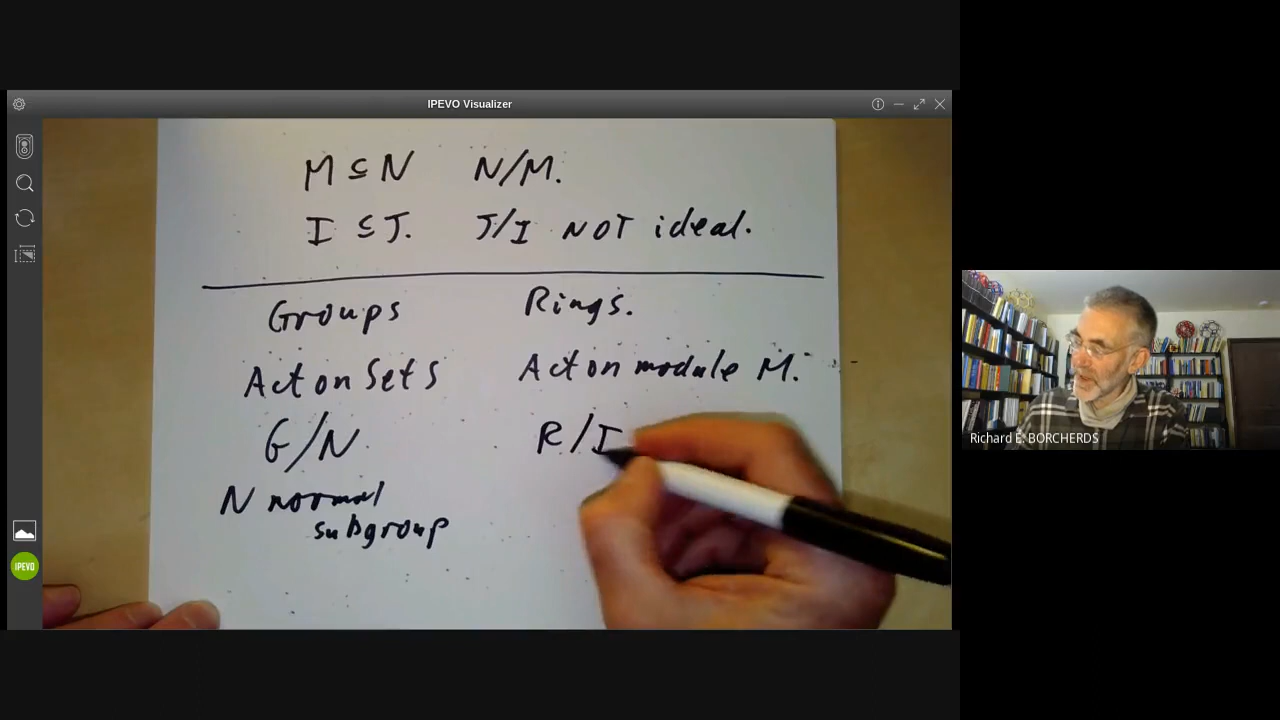 IPEVO Visualizer
M ⊆ N N/M.
I ⊆ J. J/I NOT ideal.
Groups Rings.
Act on Sets Act on module M.
G/N R/I
N normal
subgroup
IPEVO
Richard E. BORCHERDS